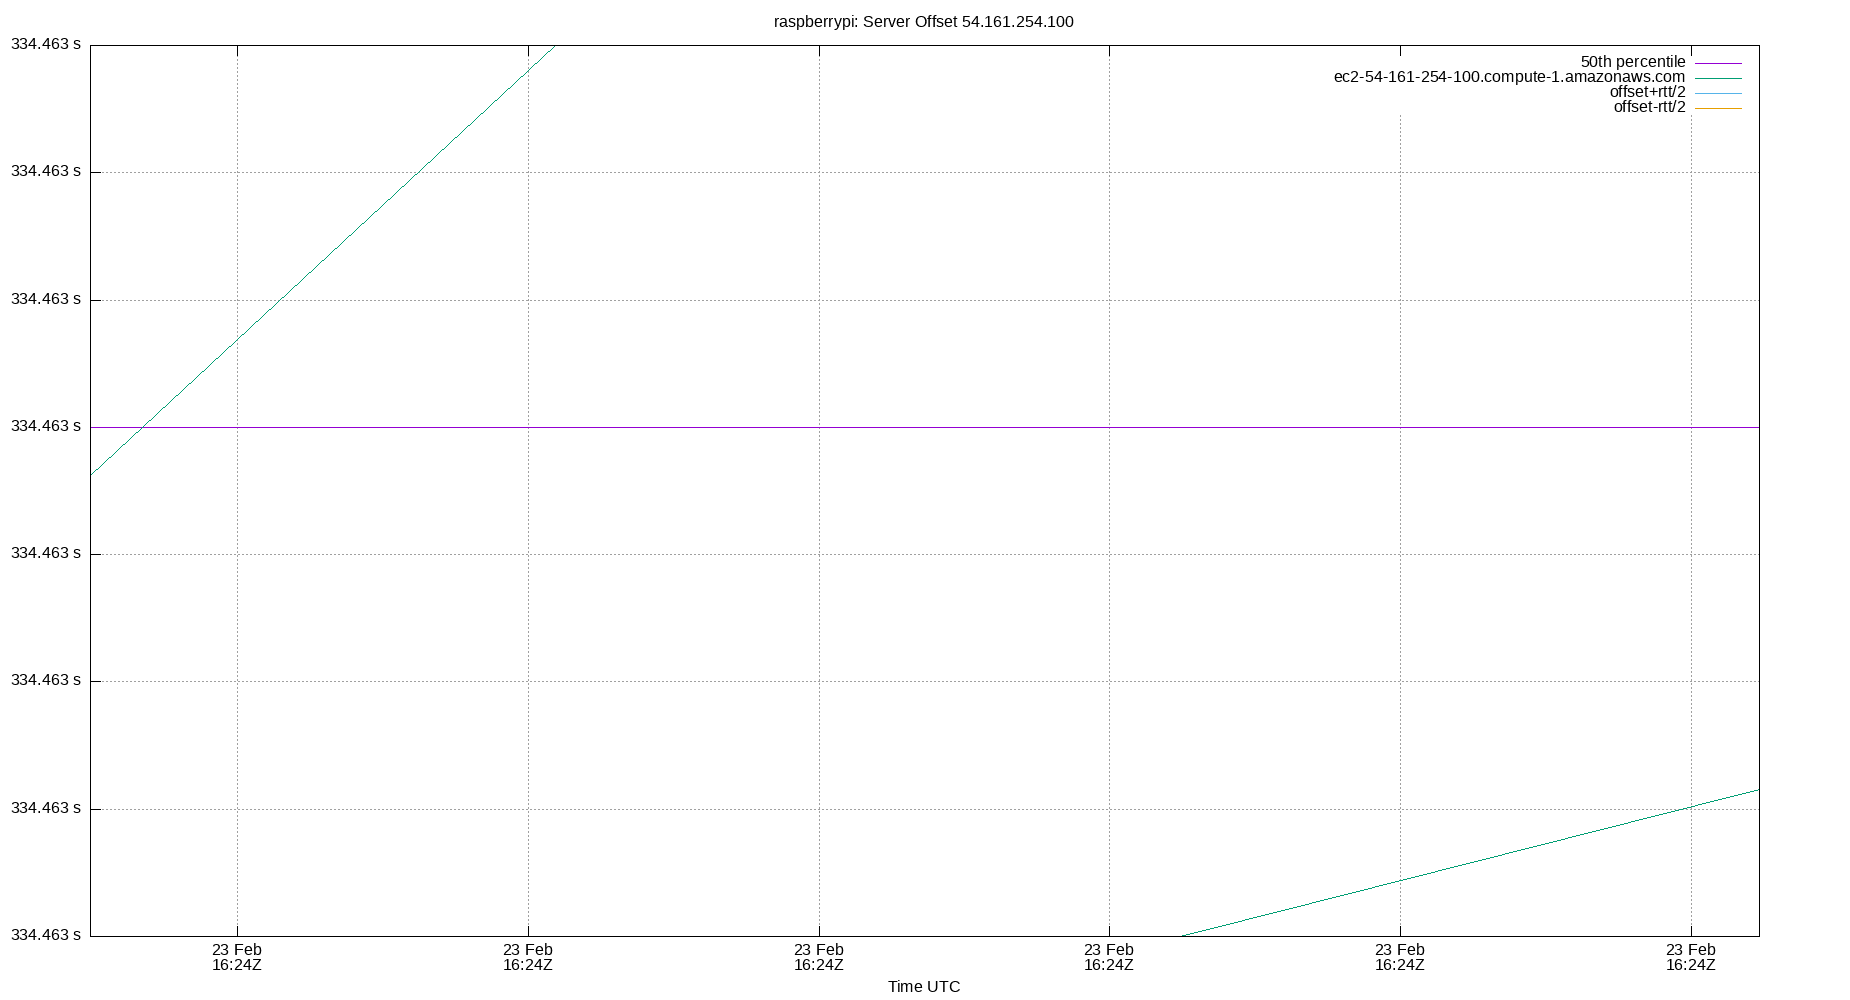 raspberrypi: Server Offset 54.161.254.100
334.463 s
50th percentile
ec2-54-161-254-100.compute-1.amazonaws.com
offset+rtt/2
offset-rtt/2
334.463 s
334.463 s
334.463 s
334.463 s
334.463 s
334.463 s
334.463 s
23 Feb 23 Feb 23 Feb 23 Feb 23 Feb 23 Feb
16:24Z 16:24Z 16:24Z 16:24Z 16:24Z 16:24Z
Time UTC